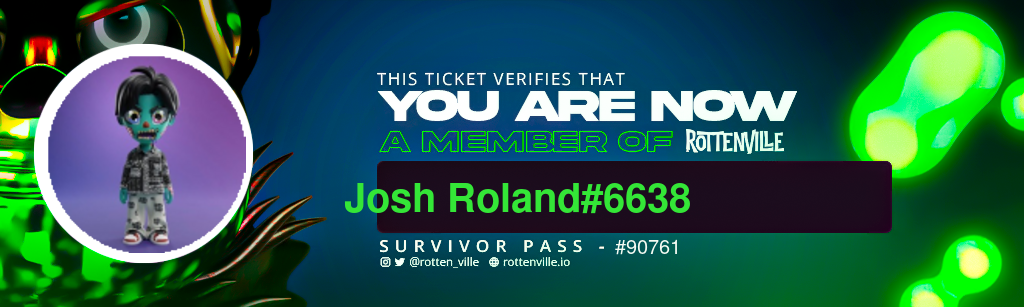 THIS TICKET VERIFIES THAT
YOU ARE NOW
A MEMBER OF ROTTENVILLE
Josh Roland#6638
SURVIVOR PASS - #90761
@rotten_ville rottenville.io